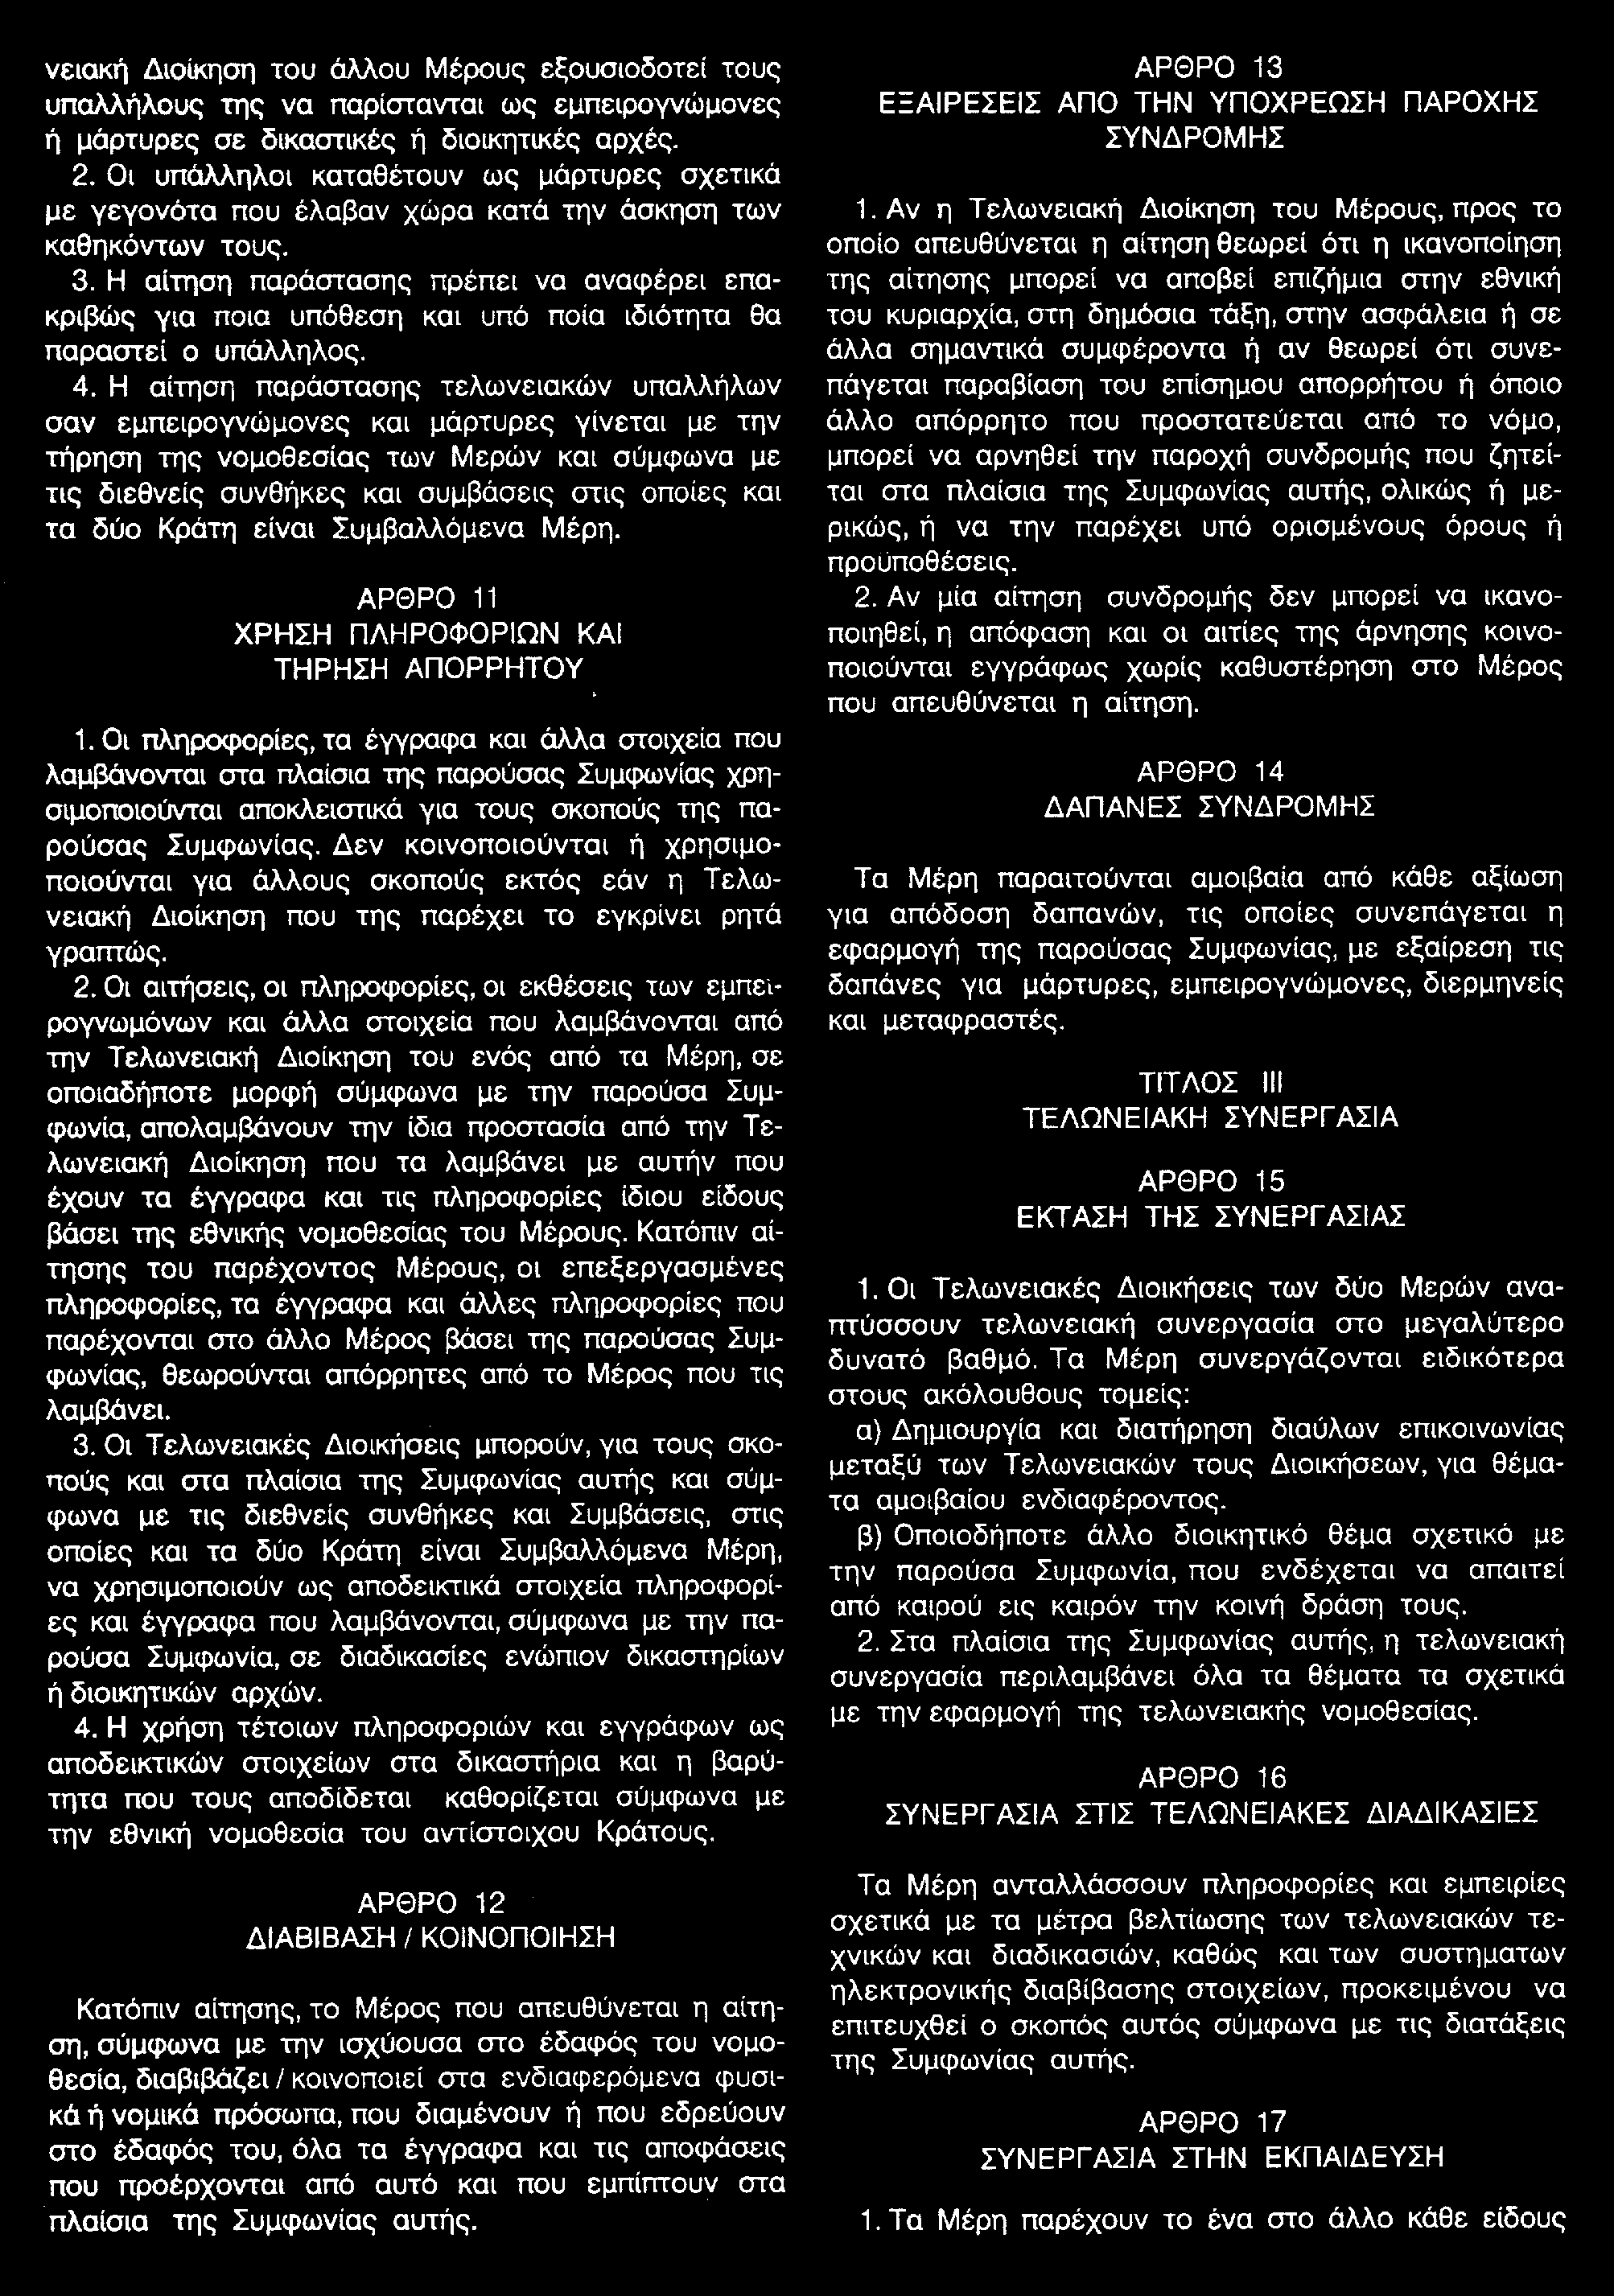 νειακή Διοίκηση του άλλου Μέρους εξουσιοδοτεί τους
υπαλλήλους της να παρίστανται ως εμπειρογνώμονες
ή μάρτυρες σε δικαστικές ή διοικητικές αρχές.
2. Οι υπάλληλοι καταθέτουν ως μάρτυρες σχετικά
με γεγονότα που έλαβαν χώρα κατά την άσκηση των
καθηκόντων τους.
3. Η αίτηση παράστασης πρέπει να αναφέρει επα-
κριβώς για ποια υπόθεση και υπό ποία ιδιότητα θα
παραστεί ο υπάλληλος.
4. Η αίτηση παράστασης τελωνειακών υπαλλήλων
σαν εμπειρογνώμονες και μάρτυρες γίνεται με την
τήρηση της νομοθεσίας των Μερών και σύμφωνα με
τις διεθνείς συνθήκες και συμβάσεις στις οποίες και
τα δύο Κράτη είναι Συμβαλλόμενα Μέρη.
ΑΡΘΡΟ 11
ΧΡΗΣΗ ΠΛΗΡΟΦΟΡΙΩΝ ΚΑΙ
ΤΗΡΗΣΗ ΑΠΟΡΡΗΤΟΥ
1. Οι πληροφορίες, τα έγγραφα και άλλα στοιχεία που
λαμβάνονται στα πλαίσια της παρούσας Συμφωνίας χρη-
σιμοποιούνται αποκλειστικά για τους σκοπούς της πα-
ρούσας Συμφωνίας. Δεν κοινοποιούνται ή χρησιμο-
ποιούνται για άλλους σκοπούς εκτός εάν η Τελω-
νειακή Διοίκηση που της παρέχει το εγκρίνει ρητά
γραπτώς.
2. Οι αιτήσεις, οι πληροφορίες, οι εκθέσεις των εμπει-
ρογνωμόνων και άλλα στοιχεία που λαμβάνονται από
την Τελωνειακή Διοίκηση του ενός από τα Μέρη, σε
οποιαδήποτε μορφή σύμφωνα με την παρούσα Συμ-
φωνία, απολαμβάνουν την ίδια προστασία από την Τε-
λωνειακή Διοίκηση που τα λαμβάνει με αυτήν που
έχουν τα έγγραφα και τις πληροφορίες ίδιου είδους
βάσει της εθνικής νομοθεσίας του Μέρους. Κατόπιν αί-
τησης του παρέχοντος Μέρους, οι επεξεργασμένες
πληροφορίες, τα έγγραφα και άλλες πληροφορίες που
παρέχονται στο άλλο Μέρος βάσει της παρούσας Συμ-
φωνίας, θεωρούνται απόρρητες από το Μέρος που τις
λαμβάνει.
3. Οι Τελωνειακές Διοικήσεις μπορούν, για τους σκο-
πούς και στα πλαίσια της Συμφωνίας αυτής και σύμ-
φωνα με τις διεθνείς συνθήκες και Συμβάσεις, στις
οποίες και τα δύο Κράτη είναι Συμβαλλόμενα Μέρη,
να χρησιμοποιούν ως αποδεικτικά στοιχεία πληροφορί-
ες και έγγραφα που λαμβάνονται, σύμφωνα με την πα-
ρούσα Συμφωνία, σε διαδικασίες ενώπιον δικαστηρίων
ή διοικητικών αρχών.
4. Η χρήση τέτοιων πληροφοριών και εγγράφων ως
αποδεικτικών στοιχείων στα δικαστήρια και η βαρύ-
τητα που τους αποδίδεται καθορίζεται σύμφωνα με
την εθνική νομοθεσία του αντίστοιχου Κράτους.
ΑΡΘΡΟ 12
ΔΙΑΒΙΒΑΣΗ / ΚΟΙΝΟΠΟΙΗΣΗ
Κατόπιν αίτησης, το Μέρος που απευθύνεται η αίτη-
ση, σύμφωνα με την ισχύουσα στο έδαφός του νομο-
θεσία, διαβιβάζει / κοινοποιεί στα ενδιαφερόμενα φυσι-
κά ή νομικά πρόσωπα, που διαμένουν ή που εδρεύουν
στο έδαφός του, όλα τα έγγραφα και τις αποφάσεις
που προέρχονται από αυτό και που εμπίπτουν στα
πλαίσια της Συμφωνίας αυτής.
ΑΡΘΡΟ 13
ΕΞΑΙΡΕΣΕΙΣ ΑΠΟ ΤΗΝ ΥΠΟΧΡΕΩΣΗ ΠΑΡΟΧΗΣ
ΣΥΝΔΡΟΜΗΣ
1. Αν η Τελωνειακή Διοίκηση του Μέρους, προς το
οποίο απευθύνεται η αίτηση θεωρεί ότι η ικανοποίηση
της αίτησης μπορεί να αποβεί επιζήμια στην εθνική
του κυριαρχία, στη δημόσια τάξη, στην ασφάλεια ή σε
άλλα σημαντικά συμφέροντα ή αν θεωρεί ότι συνε-
πάγεται παραβίαση του επίσημου απορρήτου ή όποιο
άλλο απόρρητο που προστατεύεται από το νόμο,
μπορεί να αρνηθεί την παροχή συνδρομής που ζητεί-
ται στα πλαίσια της Συμφωνίας αυτής, ολικώς ή με-
ρικώς, ή να την παρέχει υπό ορισμένους όρους ή
προϋποθέσεις.
2. Αν μία αίτηση συνδρομής δεν μπορεί να ικανο-
ποιηθεί, η απόφαση και οι αιτίες της άρνησης κοινο-
ποιούνται εγγράφως χωρίς καθυστέρηση στο Μέρος
που απευθύνεται η αίτηση.
ΑΡΘΡΟ 14
ΔΑΠΑΝΕΣ ΣΥΝΔΡΟΜΗΣ
Τα Μέρη παραιτούνται αμοιβαία από κάθε αξίωση
για απόδοση δαπανών, τις οποίες συνεπάγεται η
εφαρμογή της παρούσας Συμφωνίας, με εξαίρεση τις
δαπάνες για μάρτυρες, εμπειρογνώμονες, διερμηνείς
και μεταφραστές.
ΤΙΤΛΟΣ ΙΙΙ
ΤΕΛΩΝΕΙΑΚΗ ΣΥΝΕΡΓΑΣΙΑ
ΑΡΘΡΟ 15
ΕΚΤΑΣΗ ΤΗΣ ΣΥΝΕΡΓΑΣΙΑΣ
1. Οι Τελωνειακές Διοικήσεις των δύο Μερών ανα-
πτύσσουν τελωνειακή συνεργασία στο μεγαλύτερο
δυνατό βαθμό. Τα Μέρη συνεργάζονται ειδικότερα
στους ακόλουθους τομείς:
α) Δημιουργία και διατήρηση διαύλων επικοινωνίας
μεταξύ των Τελωνειακών τους Διοικήσεων, για θέμα-
τα αμοιβαίου ενδιαφέροντος.
β) Οποιοδήποτε άλλο διοικητικό θέμα σχετικό με
την παρούσα Συμφωνία, που ενδέχεται να απαιτεί
από καιρού εις καιρόν την κοινή δράση τους.
2. Στα πλαίσια της Συμφωνίας αυτής, η τελωνειακή
συνεργασία περιλαμβάνει όλα τα θέματα τα σχετικά
με την εφαρμογή της τελωνειακής νομοθεσίας.
ΑΡΘΡΟ 16
ΣΥΝΕΡΓΑΣΙΑ ΣΤΙΣ ΤΕΛΩΝΕΙΑΚΕΣ ΔΙΑΔΙΚΑΣΙΕΣ
Τα Μέρη ανταλλάσσουν πληροφορίες και εμπειρίες
σχετικά με τα μέτρα βελτίωσης των τελωνειακών τε-
χνικών και διαδικασιών, καθώς και των συστηματων
ηλεκτρονικής διαβίβασης στοιχείων, προκειμένου να
επιτευχθεί ο σκοπός αυτός σύμφωνα με τις διατάξεις
της Συμφωνίας αυτής.
ΑΡΘΡΟ 17
ΣΥΝΕΡΓΑΣΙΑ ΣΤΗΝ ΕΚΠΑΙΔΕΥΣΗ
1. Τα Μέρη παρέχουν το ένα στο άλλο κάθε είδους